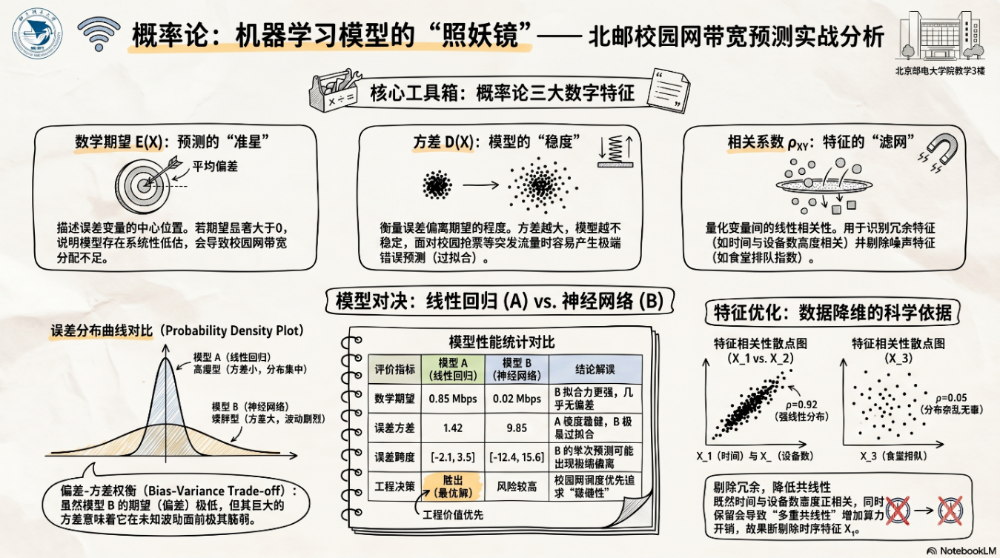 概率论：机器学习模型的“照妖镜”—— 北邮校园网带宽预测实战分析
北京邮电大学院教学3楼
核心工具箱：概率论三大数字特征
数学期望 E(X)：预测的“准星”
平均偏差
描述误差变量的中心位置。若期望显著大于0，
说明模型存在系统性低估，会导致校园网带宽
分配不足。
方差 D(X)：模型的“稳度”
衡量误差偏离期望的程度。方差越大，模型越不
稳定，面对校园抢票等突发流量时容易产生极端
错误预测（过拟合）。
相关系数 ρXY：特征的“滤网”
量化变量间的线性相关性。用于识别冗余特征
（如时间与设备数高度相关）并剔除噪声特征
（如食堂排队指数）。
模型对决：线性回归 (A) vs. 神经网络 (B)
误差分布曲线对比（Probability Density Plot）
模型 A（线性回归）
高瘦型（方差小，分布集中）
模型 B（神经网络）
矮胖型（方差大，波动剧烈）
偏差-方差权衡（Bias-Variance Trade-off）：
虽然模型 B 的期望（偏差）极低，但其巨大的
方差意味着它在未知波动面前极其弱。
模型性能统计对比
评价指标
模型 A
（线性回归）
模型 B
（神经网络）
结论解误
数学期望
0.85 Mbps
0.02 Mbps
B 拟合力更强，几
乎无偏差
误差方差
1.42
9.85
A 度健，B 极
易过拟合
误差跨度
[-2.1, 3.5]
[-12.4, 15.6]
B 的次预测可能
出现离
工程决策
出
（最优解）
风险较高
校园网调度优先追
求“性”
工程价值优先
特征优化：数据降维的科学依据
特征相关性散点图
（X_1 vs. X_2）
ρ=0.92
（强线性分布）
X_1（时间）与 X_（设备数）
特征相关性散点图
（X_3）
ρ=0.05
（分布杂乱无）
X_3（食堂队）
剔除冗余，降低共线性
既然时间与设备数高度正相关，同时
保留会导致“多重共线性”增加算力
开销，故果断剔除时序特征 X1。
NotebookLM